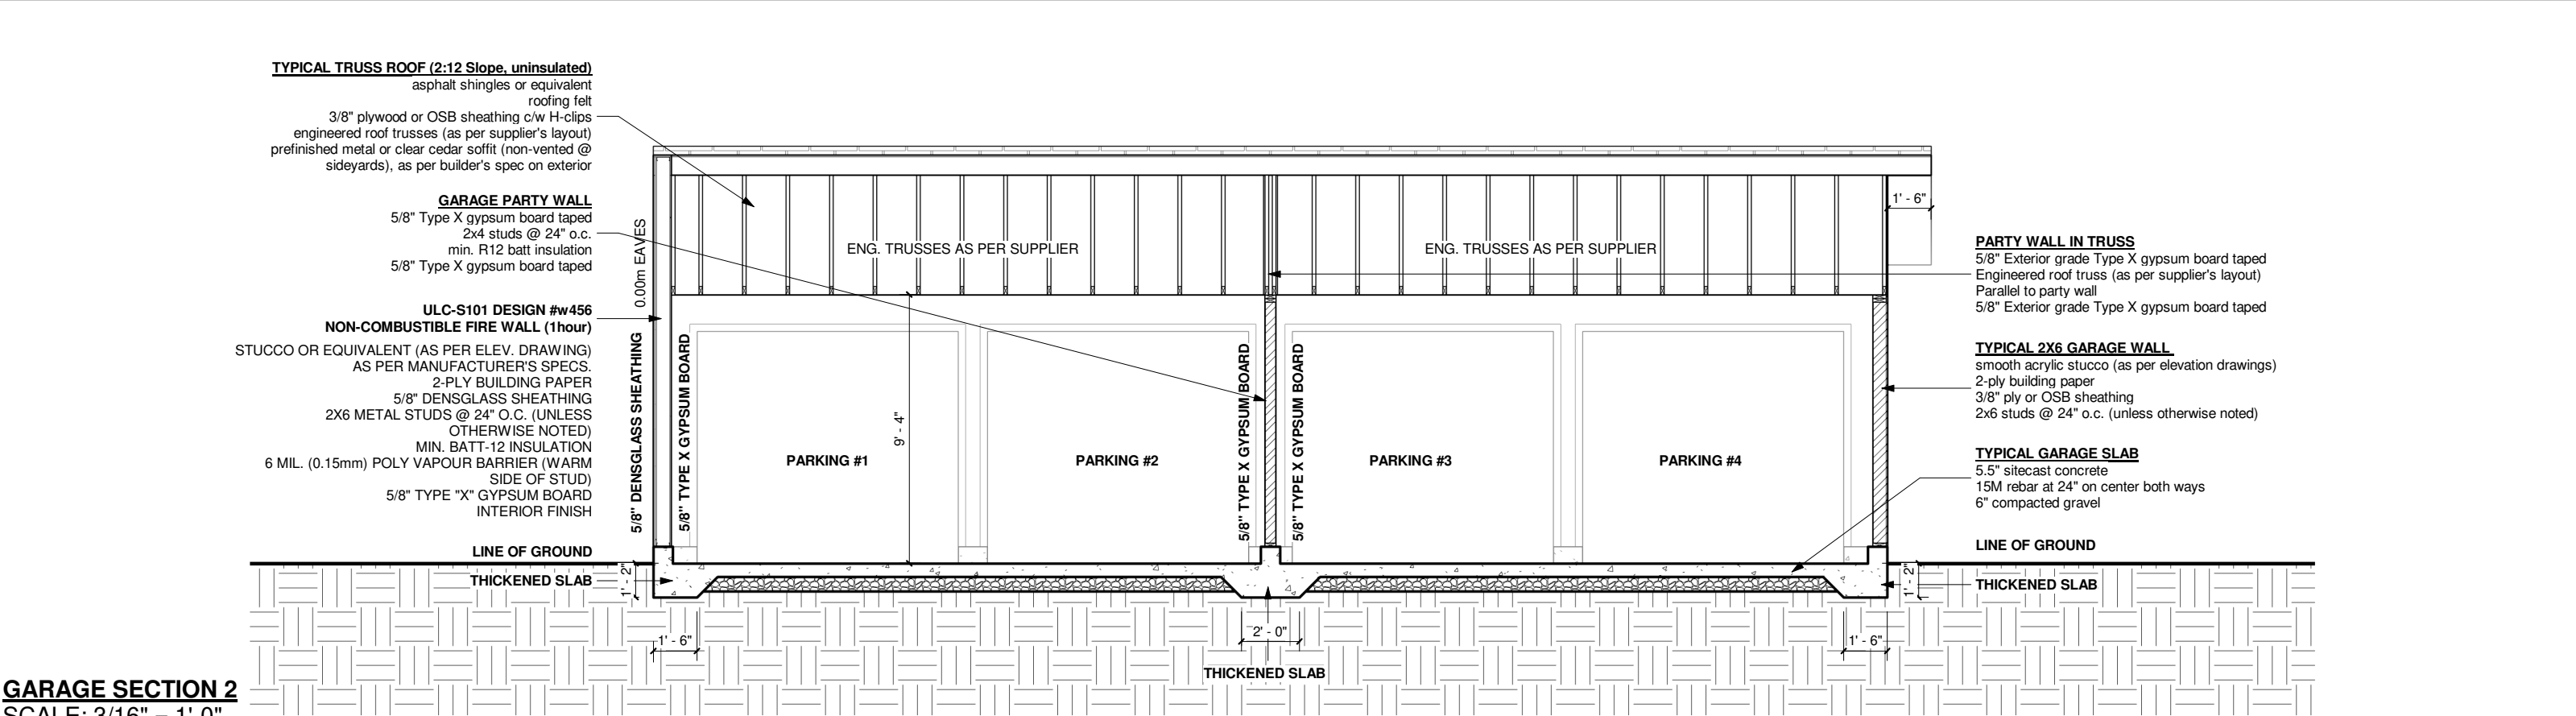 TYPICAL TRUSS ROOF (2:12 Slope, uninsulated)
asphalt shingles or equivalent
roofing felt
3/8" plywood or OSB sheathing c/w H-clips
engineered roof trusses (as per supplier's layout)
prefinished metal or clear cedar soffit (non-vented @
sideyards), as per builder's spec on exterior
GARAGE PARTY WALL
5/8" Type X gypsum board taped
2x4 studs @ 24" o.c.
min. R12 batt insulation
5/8" Type X gypsum board taped
ULC-S101 DESIGN #w456
NON-COMBUSTIBLE FIRE WALL (1hour)
STUCCO OR EQUIVALENT (AS PER ELEV. DRAWING)
AS PER MANUFACTURER'S SPECS.
2-PLY BUILDING PAPER
5/8" DENSGLASS SHEATHING
2X6 METAL STUDS @ 24" O.C. (UNLESS
OTHERWISE NOTED)
MIN. BATT-12 INSULATION
6 MIL. (0.15mm) POLY VAPOUR BARRIER (WARM
SIDE OF STUD)
5/8" TYPE "X" GYPSUM BOARD
INTERIOR FINISH
LINE OF GROUND
THICKENED SLAB
1' - 2"
0.00m EAVES
5/8" DENSGLASS SHEATHING
5/8" TYPE X GYPSUM BOARD
ENG. TRUSSES AS PER SUPPLIER
ENG. TRUSSES AS PER SUPPLIER
9' - 4"
PARKING #1
PARKING #2
5/8" TYPE X GYPSUM BOARD
5/8" TYPE X GYPSUM BOARD
PARKING #3
PARKING #4
1' - 6"
PARTY WALL IN TRUSS
5/8" Exterior grade Type X gypsum board taped
Engineered roof truss (as per supplier's layout)
Parallel to party wall
5/8" Exterior grade Type X gypsum board taped
TYPICAL 2X6 GARAGE WALL
smooth acrylic stucco (as per elevation drawings)
2-ply building paper
3/8" ply or OSB sheathing
2x6 studs @ 24" o.c. (unless otherwise noted)
TYPICAL GARAGE SLAB
5.5" sitecast concrete
15M rebar at 24" on center both ways
6" compacted gravel
LINE OF GROUND
THICKENED SLAB
1' - 2"
1' - 6"
2' - 0"
1' - 6"
THICKENED SLAB
GARAGE SECTION 2
SCALE: 3/16" = 1'-0"